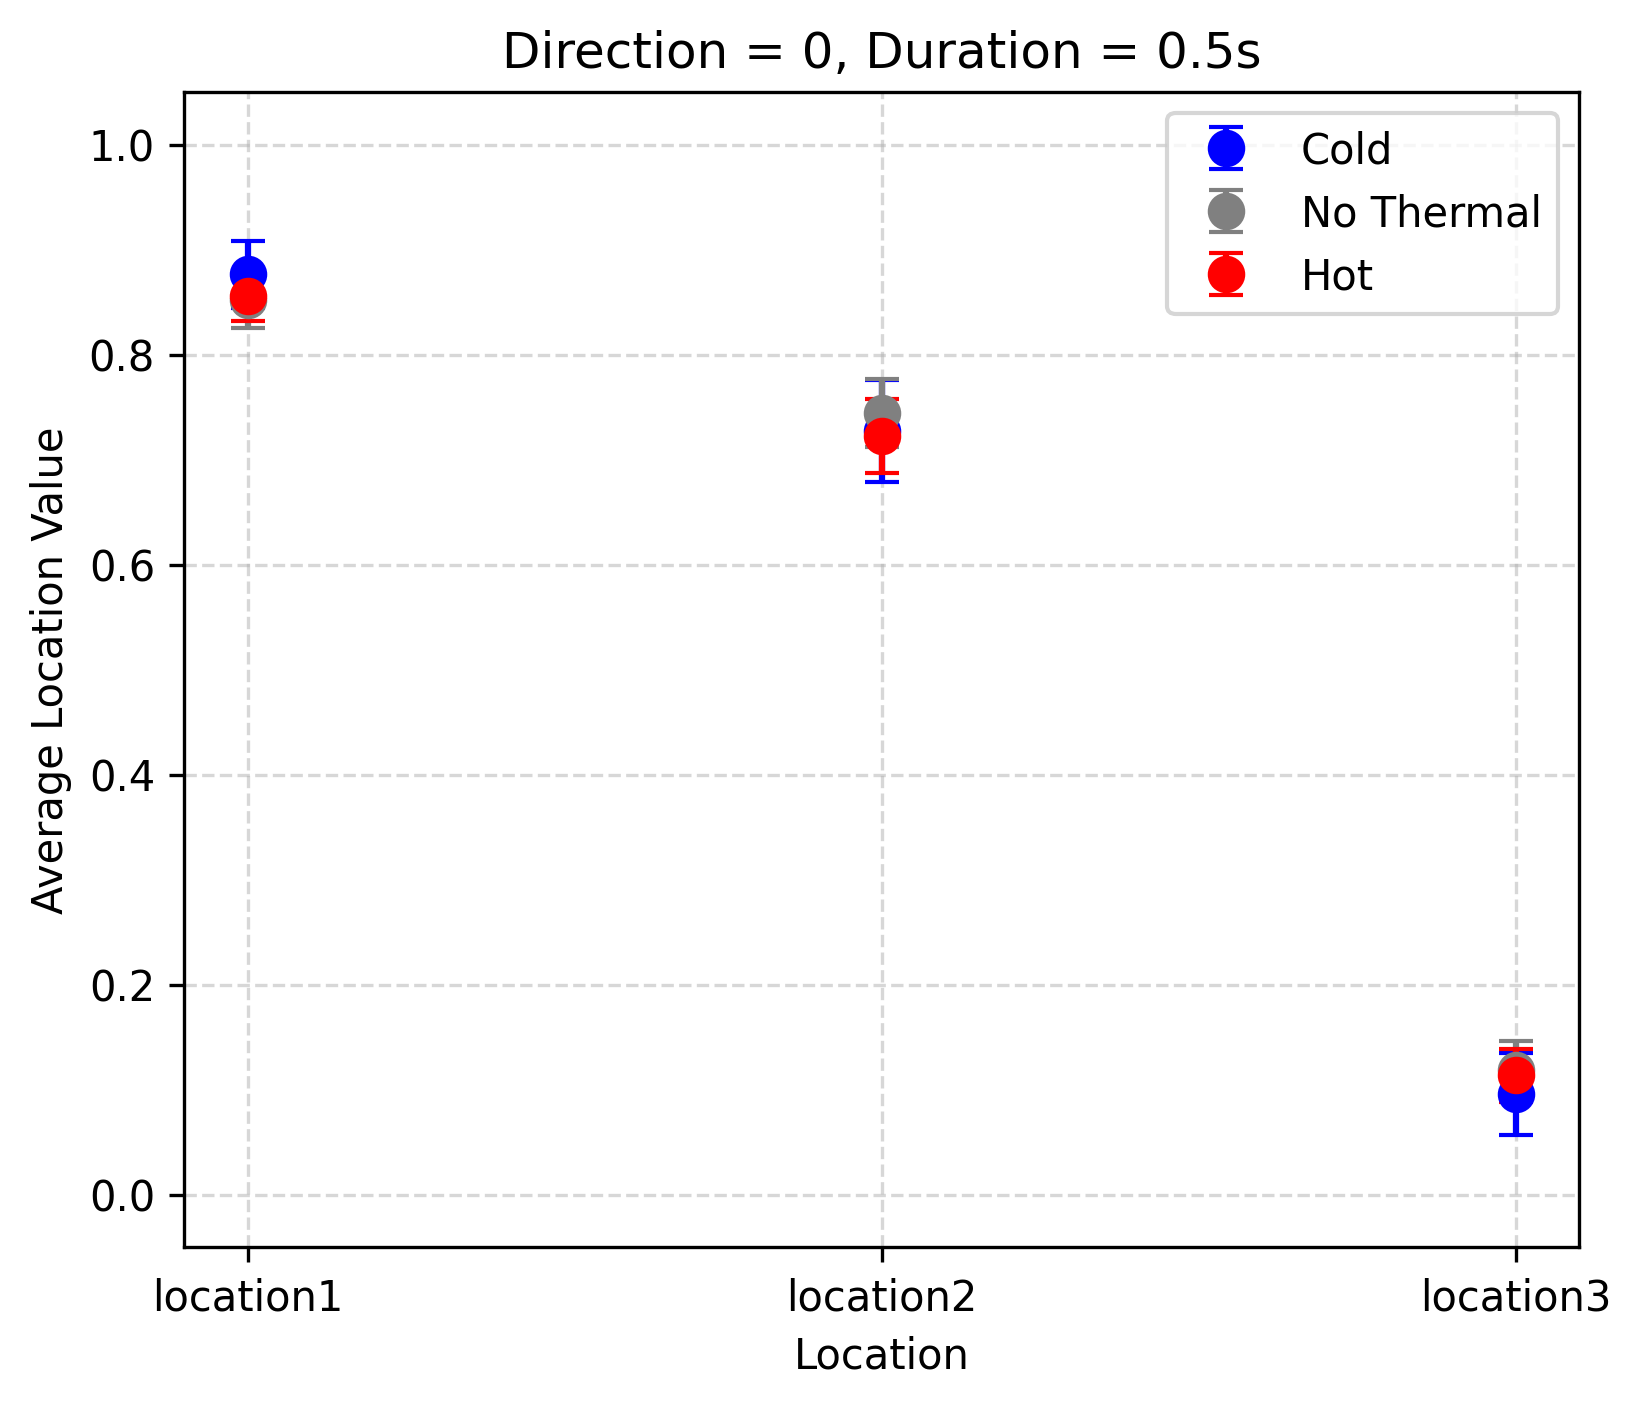 Direction = 0, Duration = 0.5s
Cold
No Thermal
Hot
1.0
0.8
0.6
0.4
0.2
0.0
Average Location Value
location1
location2
location3
Location